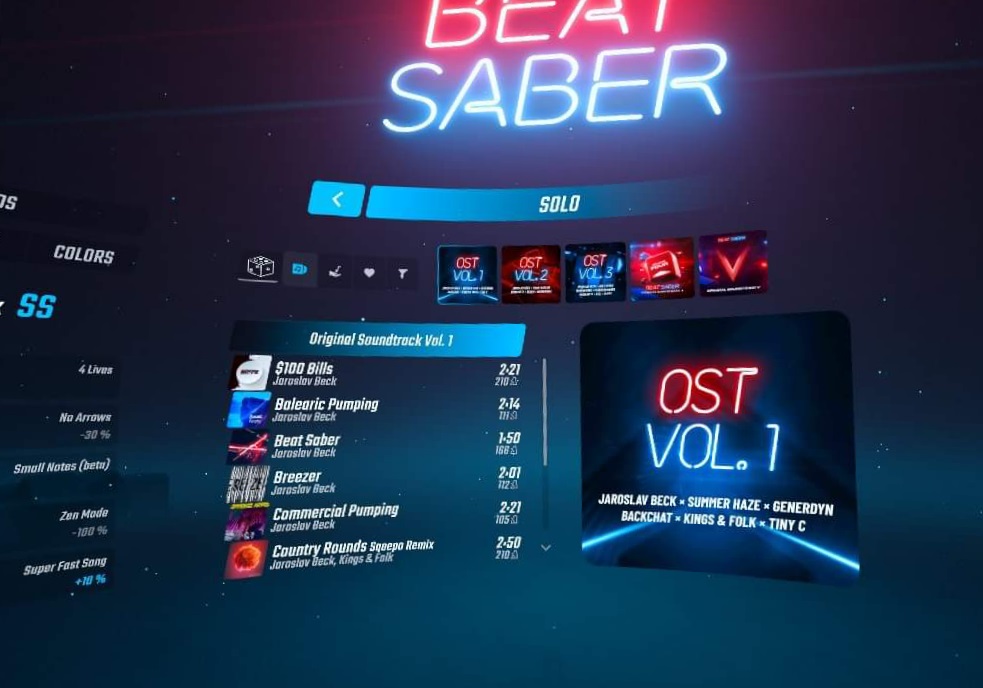 BEAT
SABER
SOLO
COLORS
SS
4 Lives
No Arrows
-30 %
Small Notes (beta)
Zen Mode
-100 %
Super Fast Song
+10 %
OST
VOL.1
OST
VOL.2
OST
VOL.3
BEAT SABER
Original Soundtrack Vol. 1
$100 Bills
Jaroslav Beck
2:21
210
Balearic Pumping
Jaroslav Beck
2:14
111
Beat Saber
Jaroslav Beck
1:50
166
Breezer
Jaroslav Beck
2:01
112
Commercial Pumping
Jaroslav Beck
2:21
105
Country Rounds Sqeepo Remix
Jaroslav Beck, Kings & Folk
2:50
210
OST
VOL. 1
JAROSLAV BECK × SUMMER HAZE × GENERDYN
BACKCHAT × KINGS & FOLK × TINY C